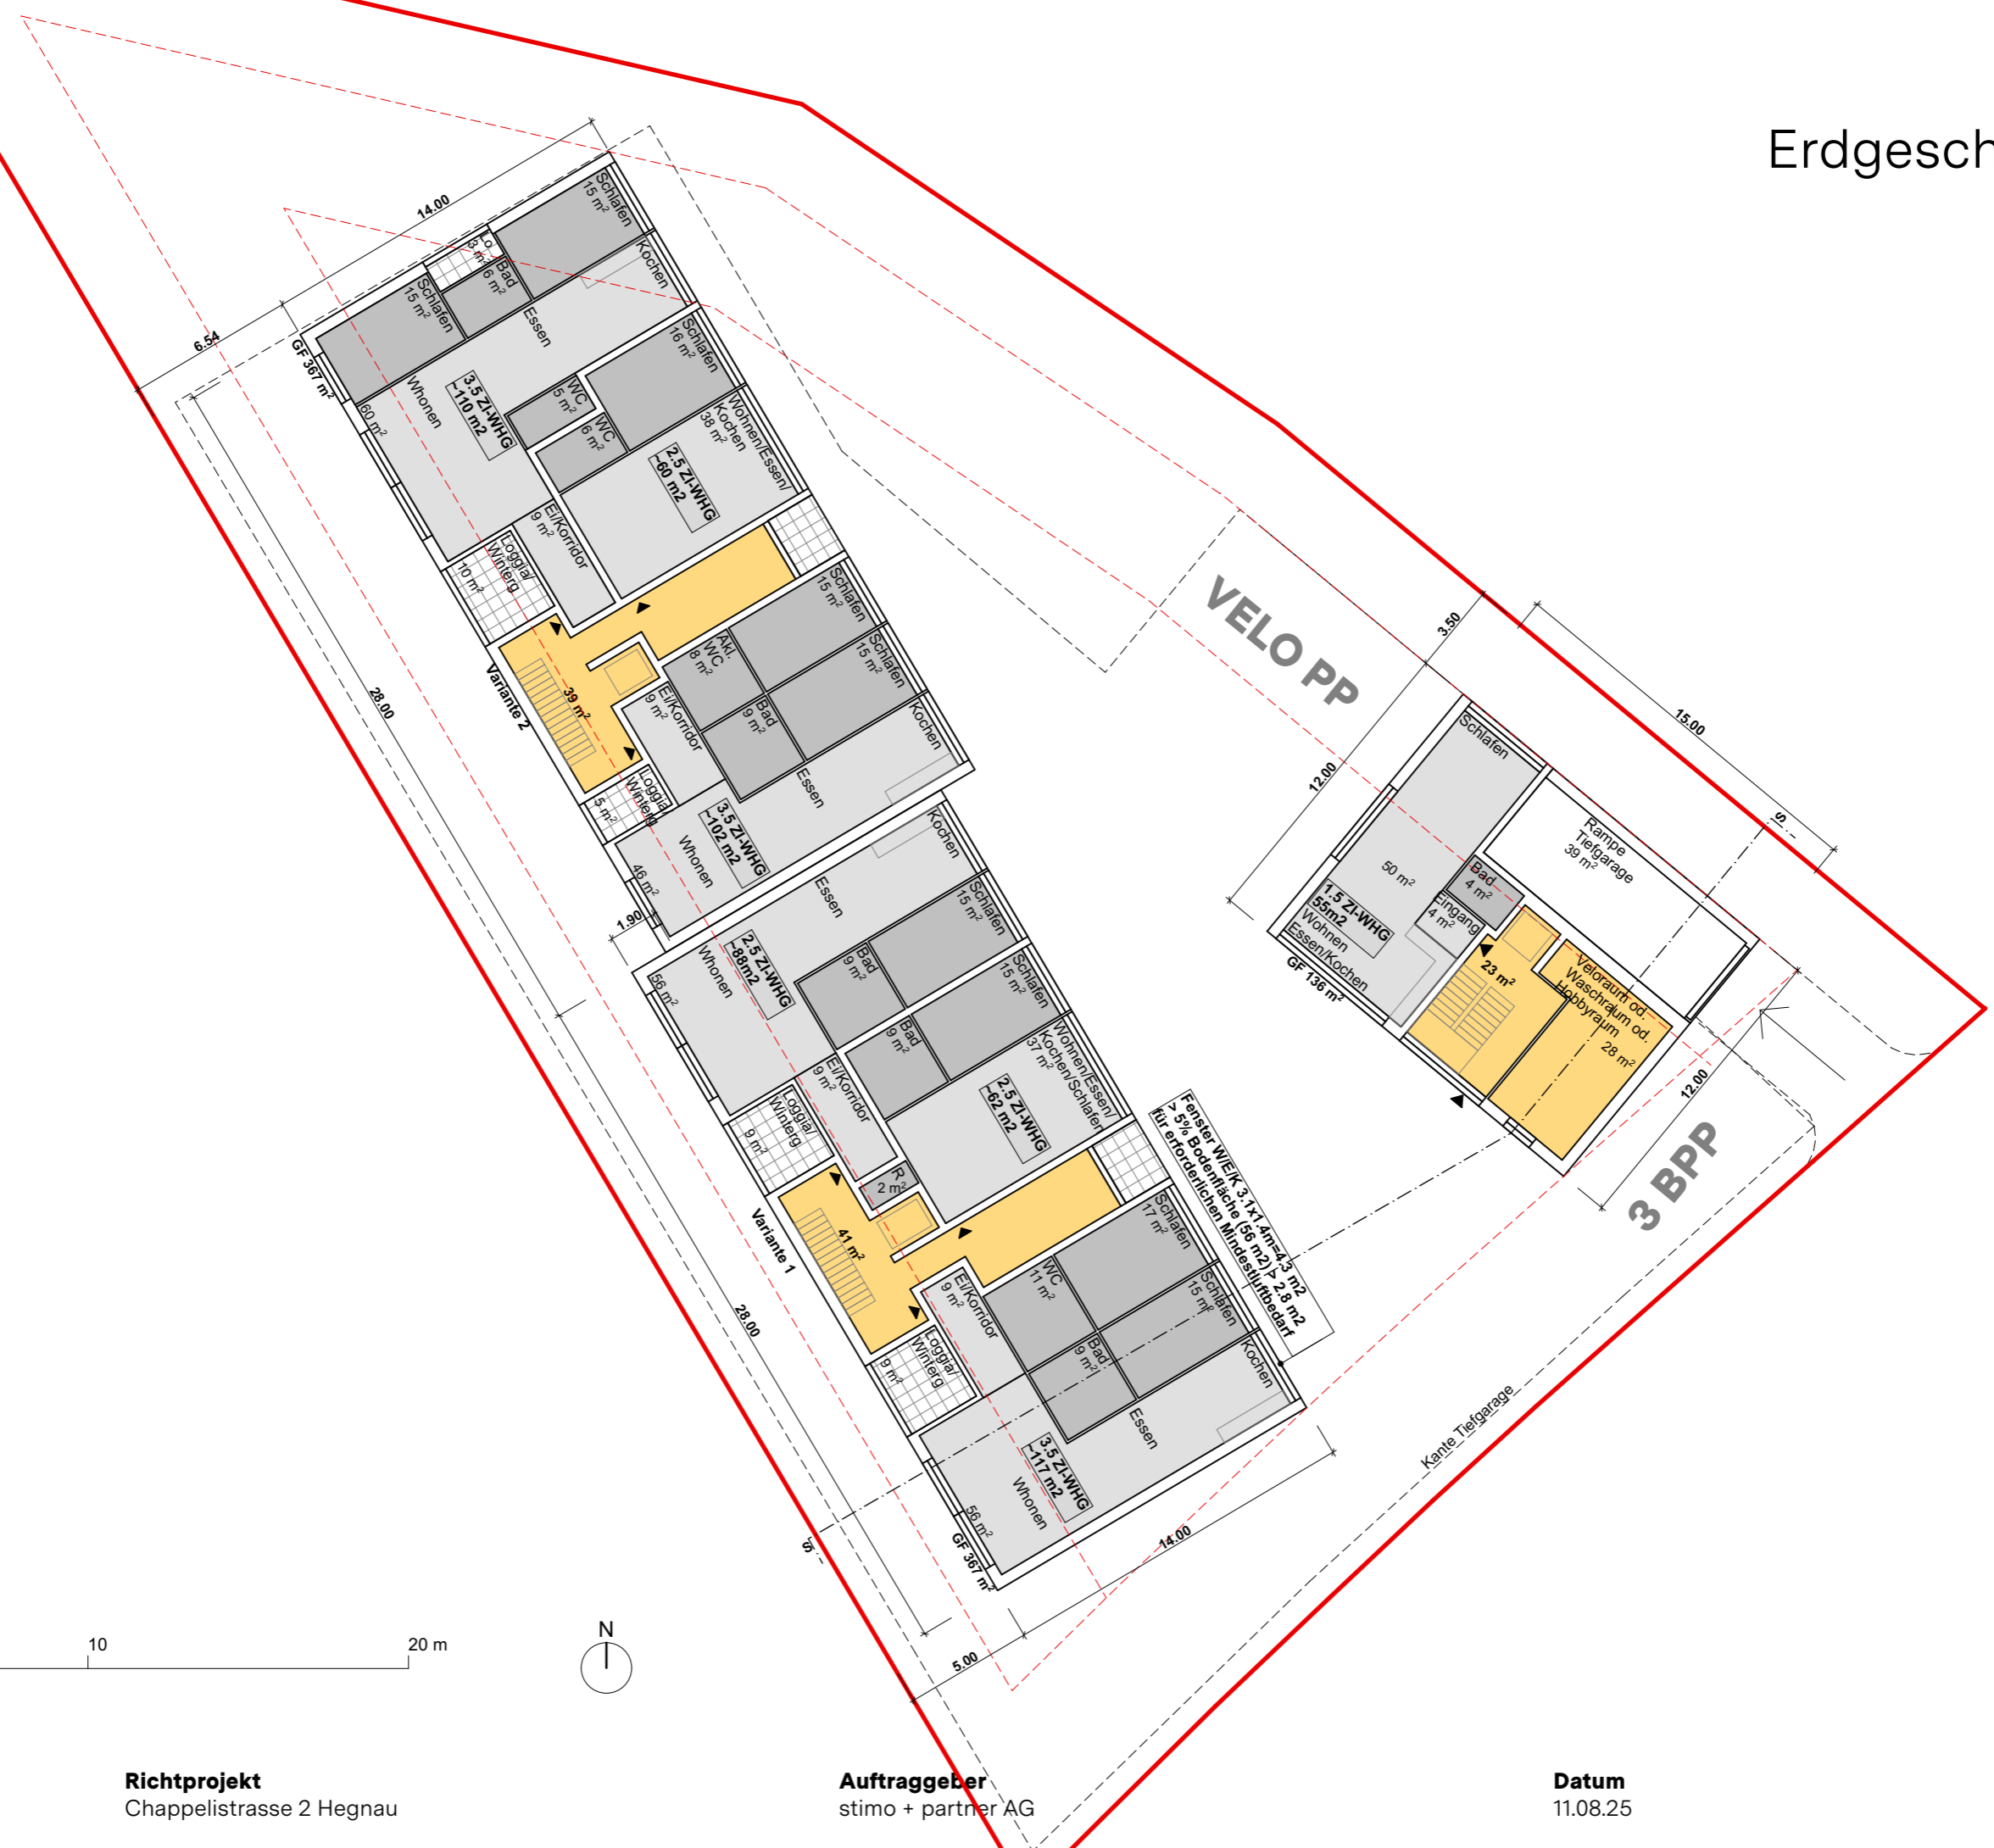 Erdgesch
14.00
6.54
GF 367 m²
Schlafen
15 m²
Kochen
3 m²
Bad
6 m²
Schlafen
15 m²
Essen
Whonen
60 m²
3.5 ZI-WHG
~110 m2
WC
5 m²
WC
6 m²
Schlafen
16 m²
Wohnen/Essen/
Kochen
38 m²
2.5 ZI-WHG
~60 m2
Ei/Korridor
9 m²
Loggia/
Winterg
10 m²
28.00
Variante 2
39 m²
Akl.
WC
8 m²
Schlafen
15 m²
Schlafen
15 m²
Bad
9 m²
Ei/Korridor
9 m²
Kochen
Essen
Loggia/
Winterg
5 m²
3.5 ZI-WHG
~102 m2
Whonen
46 m²
1.90
Kochen
Essen
2.5 ZI-WHG
~88m2
Whonen
56 m²
Schlafen
15 m²
Bad
9 m²
Schlafen
15 m²
Bad
9 m²
Wohnen/Essen/
Kochen/Schlafen
37 m²
2.5 ZI-WHG
~62 m2
Ei/Korridor
9 m²
Loggia/
Winterg
9 m²
R.
2 m²
Variante 1
41 m²
28.00
Schlafen
17 m²
WC
11 m²
Schlafen
15 m²
Bad
9 m²
Kochen
Ei/Korridor
9 m²
Loggia/
Winterg
9 m²
Essen
3.5 ZI-WHG
~117 m2
Whonen
56 m²
GF 367 m²
14.00
5.00
S
Fenster W/E/K 3.1x1.4m=4.3 m2
> 5% Bodenfläche (56 m2) > 2.8 m2
für erforderlichen Mindestluftbedarf
VELO PP
3.50
12.00
15.00
S
Schlafen
Rampe
Tiefgarage
39 m²
50 m²
Bad
4 m²
Eingang
4 m²
1.5 ZI-WHG
55m2
Wohnen
Essen/Kochen
GF 136 m²
23 m²
Veloraum od.
Waschraum od.
Hobbyraum
28 m²
12.00
3 BPP
Kante Tiefgarage
10
20 m
N
Richtprojekt
Chappelistrasse 2 Hegnau
Auftraggeber
stimo + partner AG
Datum
11.08.25